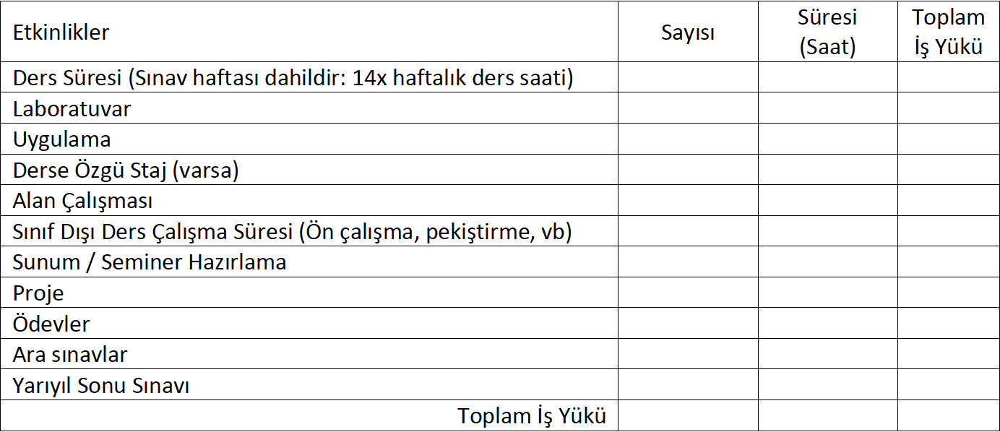 Etkinlikler
Sayısı
Süresi
(Saat)
Toplam
İş Yükü
Ders Süresi (Sınav haftası dahildir: 14x haftalık ders saati)
Laboratuvar
Uygulama
Derse Özgü Staj (varsa)
Alan Çalışması
Sınıf Dışı Ders Çalışma Süresi (Ön çalışma, pekiştirme, vb)
Sunum / Seminer Hazırlama
Proje
Ödevler
Ara sınavlar
Yarıyıl Sonu Sınavı
Toplam İş Yükü